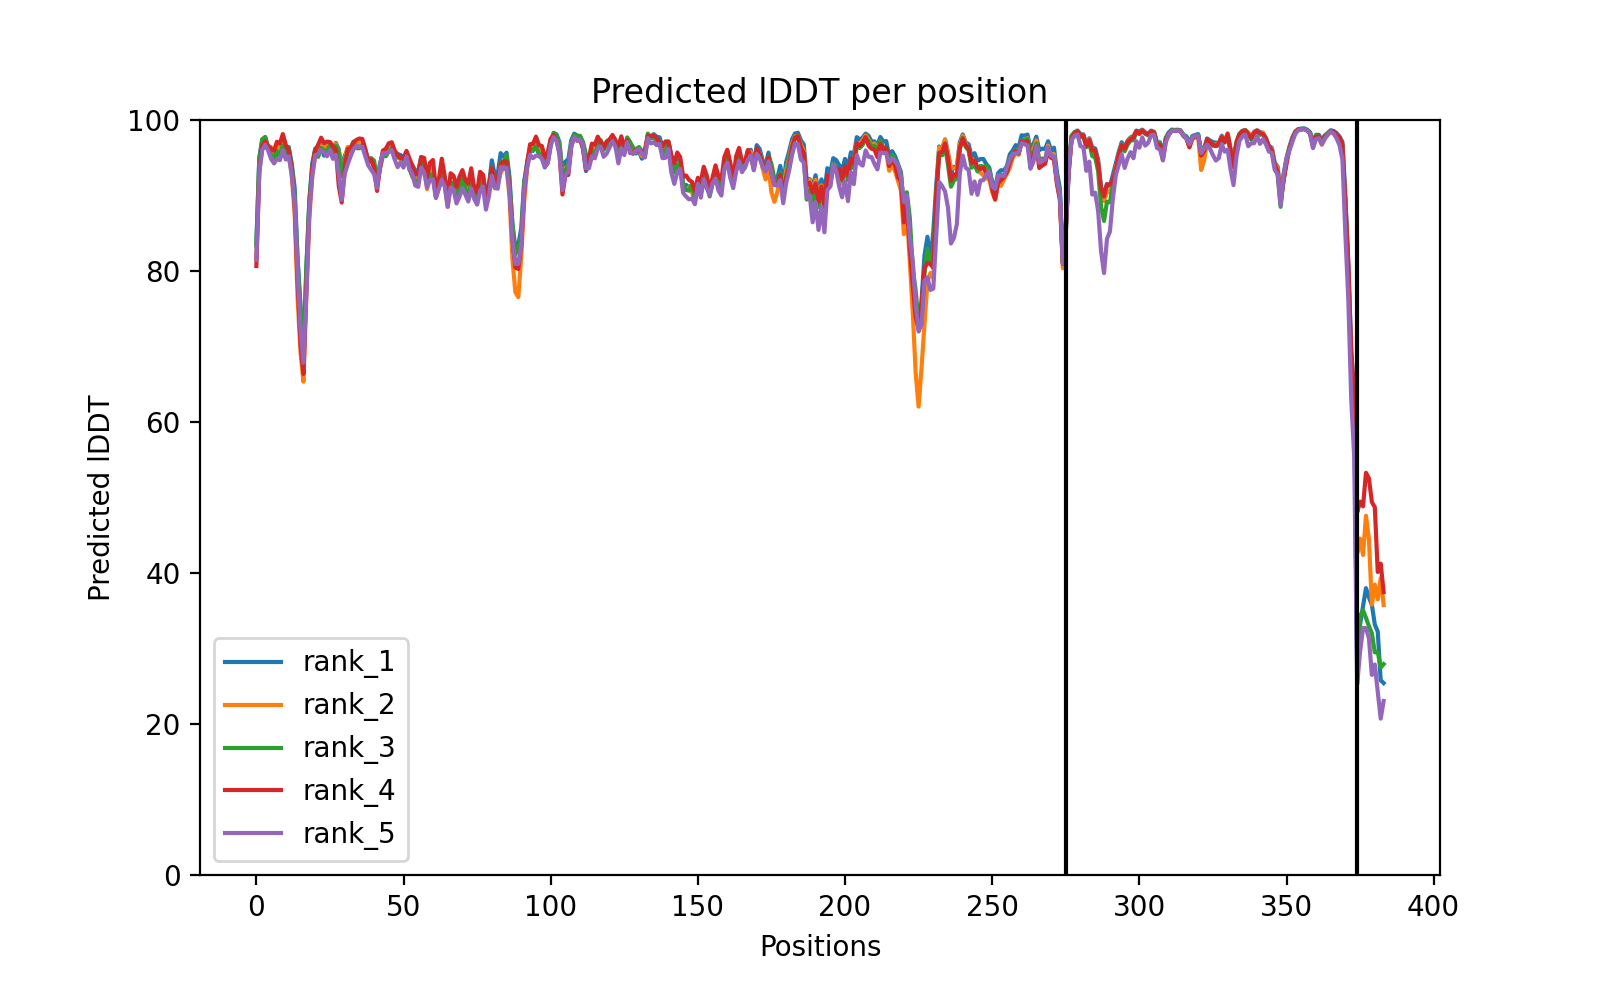 Predicted lDDT per position
100
80
60
40
20
0
Predicted lDDT
rank_1
rank_2
rank_3
rank_4
rank_5
0 50 100 150 200 250 300 350 400
Positions